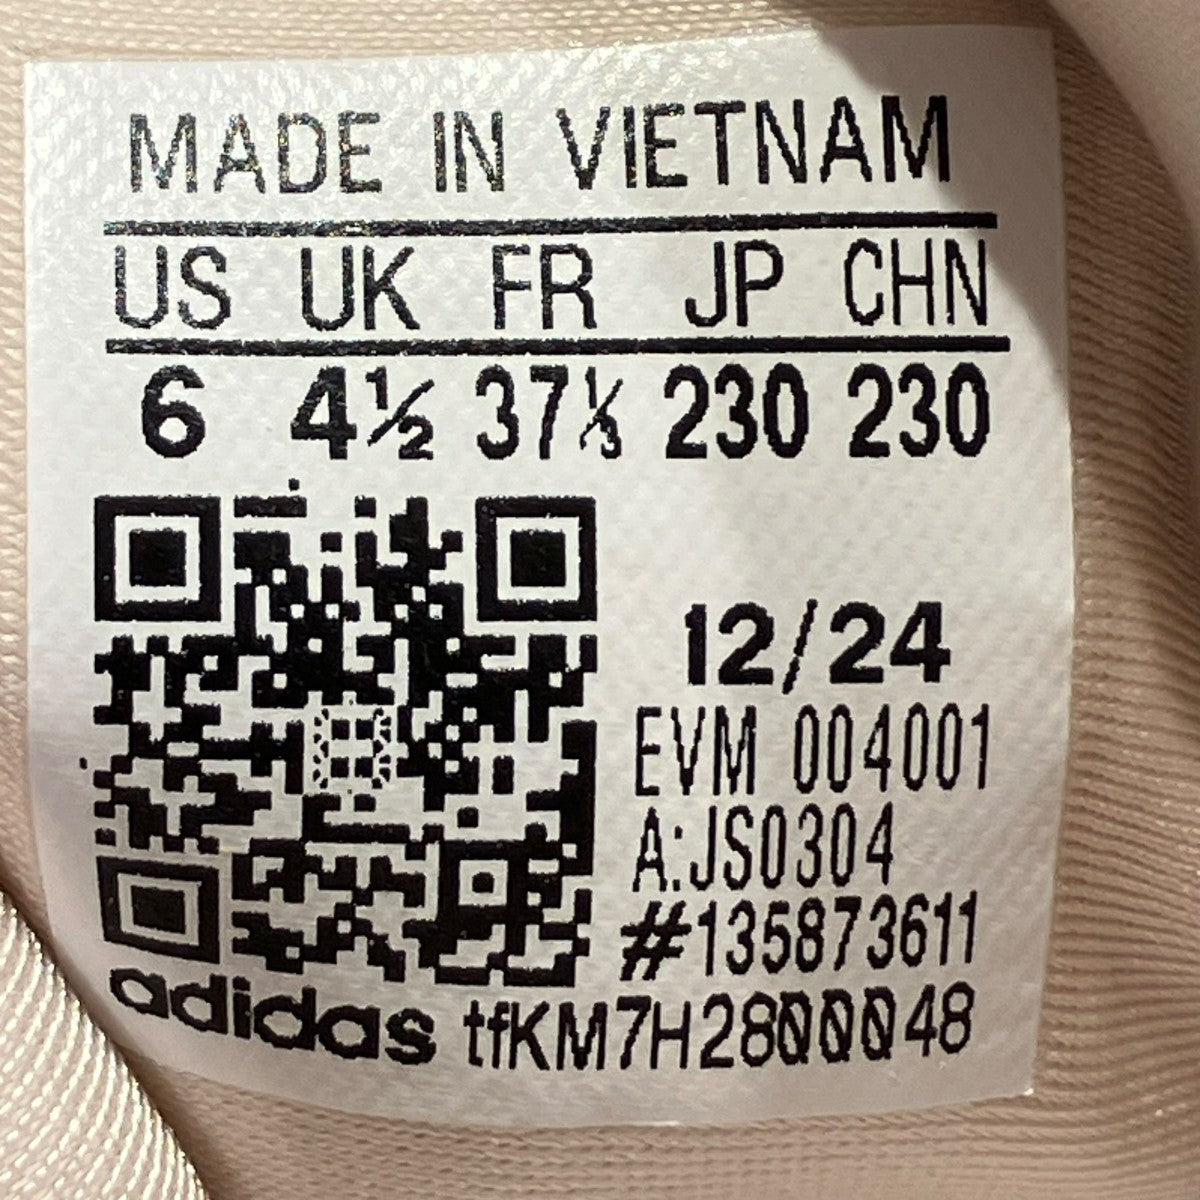 MADE IN VIETNAM
US UK FR JP CHN
6 4½ 37⅓ 230 230
12/24
EVM 004001
A:JS0304
#135873611
adidas tfKM7H2800048